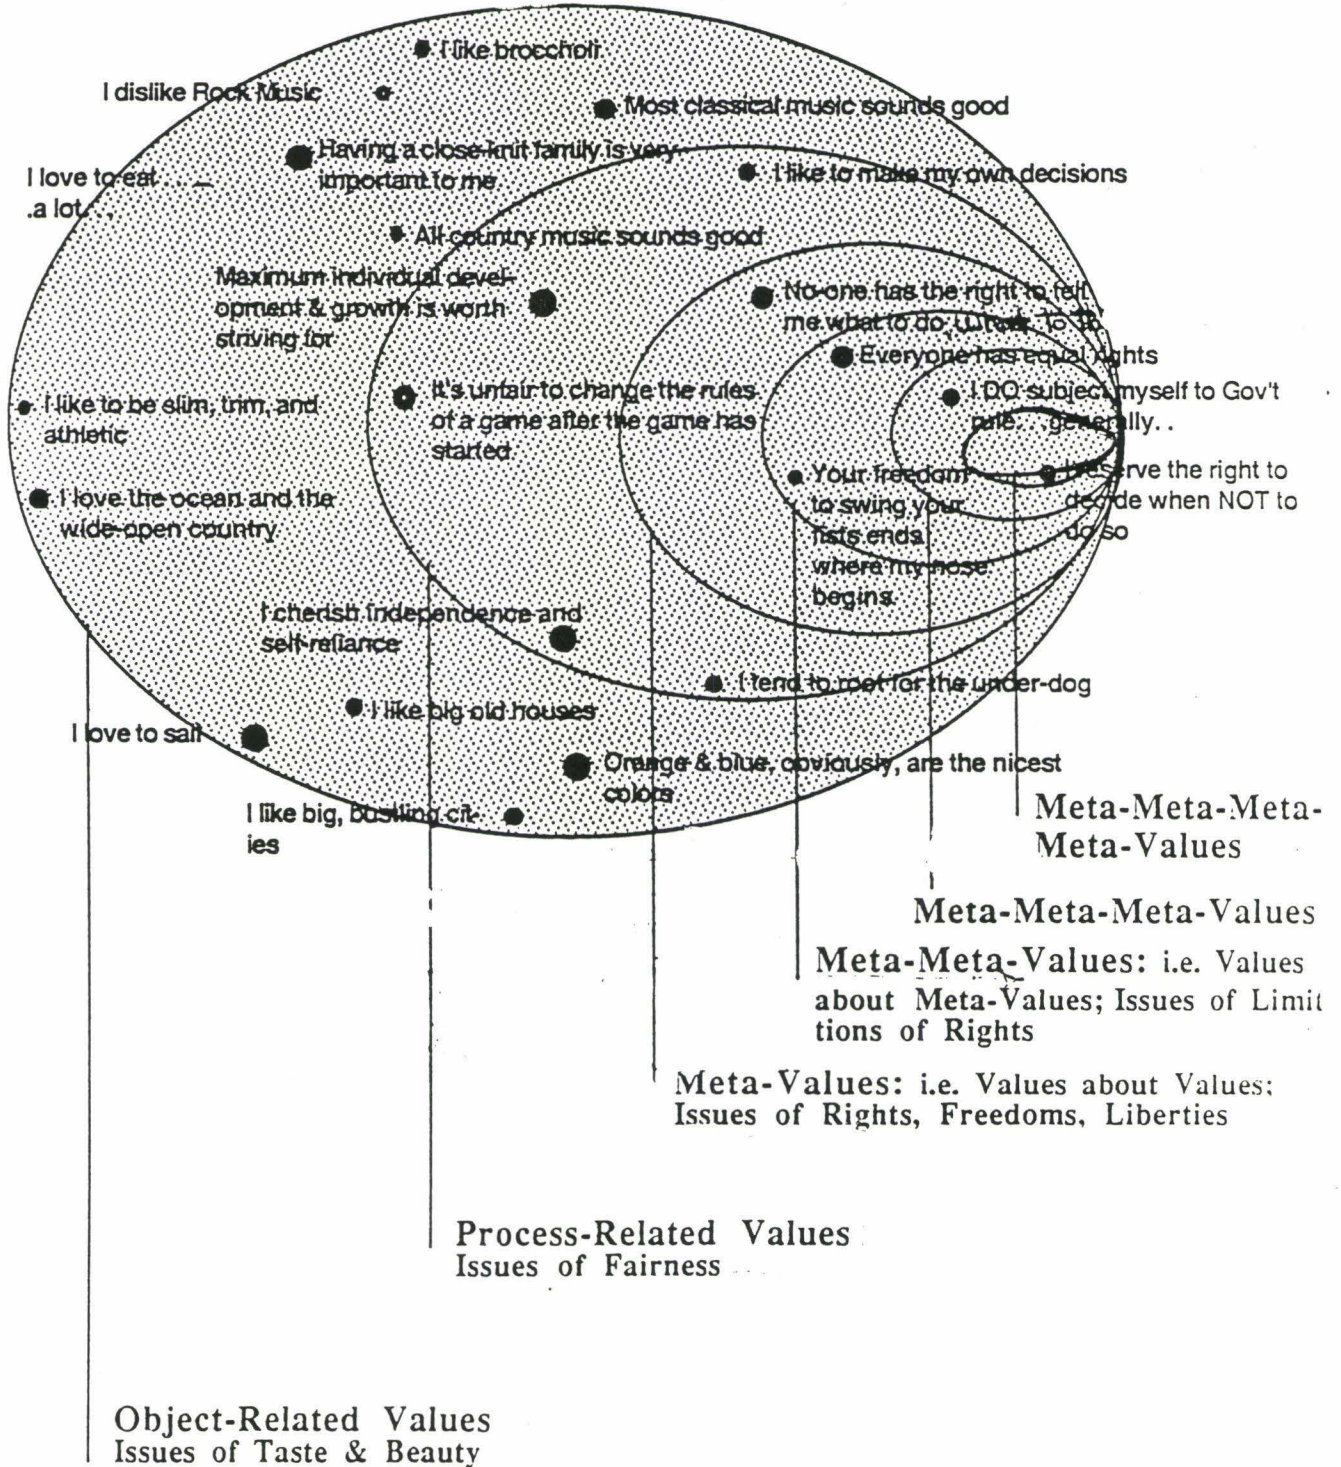 I like broccholi
I dislike Rock Music
Most classical music sounds good
Having a close-knit family is very
important to me
I love to eat . . .
.a lot. . ,
I like to make my own decisions
All country music sounds good
Maximum individual devel-
opment & growth is worth
striving for
No-one has the right to tell
me what to do,
Everyone has equal rights
It's unfair to change the rules
of a game after the game has
started
I DO subject myself to Gov't
rule. . .generally. .
I like to be slim, trim, and
athletic
Your freedom
to swing your
fists ends
where my nose
begins.
I reserve the right to
decide when NOT to
do so
I love the ocean and the
wide-open country
I cherish independence and
self-reliance
I tend to root for the under-dog
I like big old houses
I love to sail
Orange & blue, obviously, are the nicest
colors
I like big, bustling cit-
ies
Meta-Meta-Meta-
Meta-Values
Meta-Meta-Meta-Values
Meta-Meta-Values: i.e. Values
about Meta-Values; Issues of Limit
tions of Rights
Meta-Values: i.e. Values about Values;
Issues of Rights, Freedoms, Liberties
Process-Related Values
Issues of Fairness
Object-Related Values
Issues of Taste & Beauty